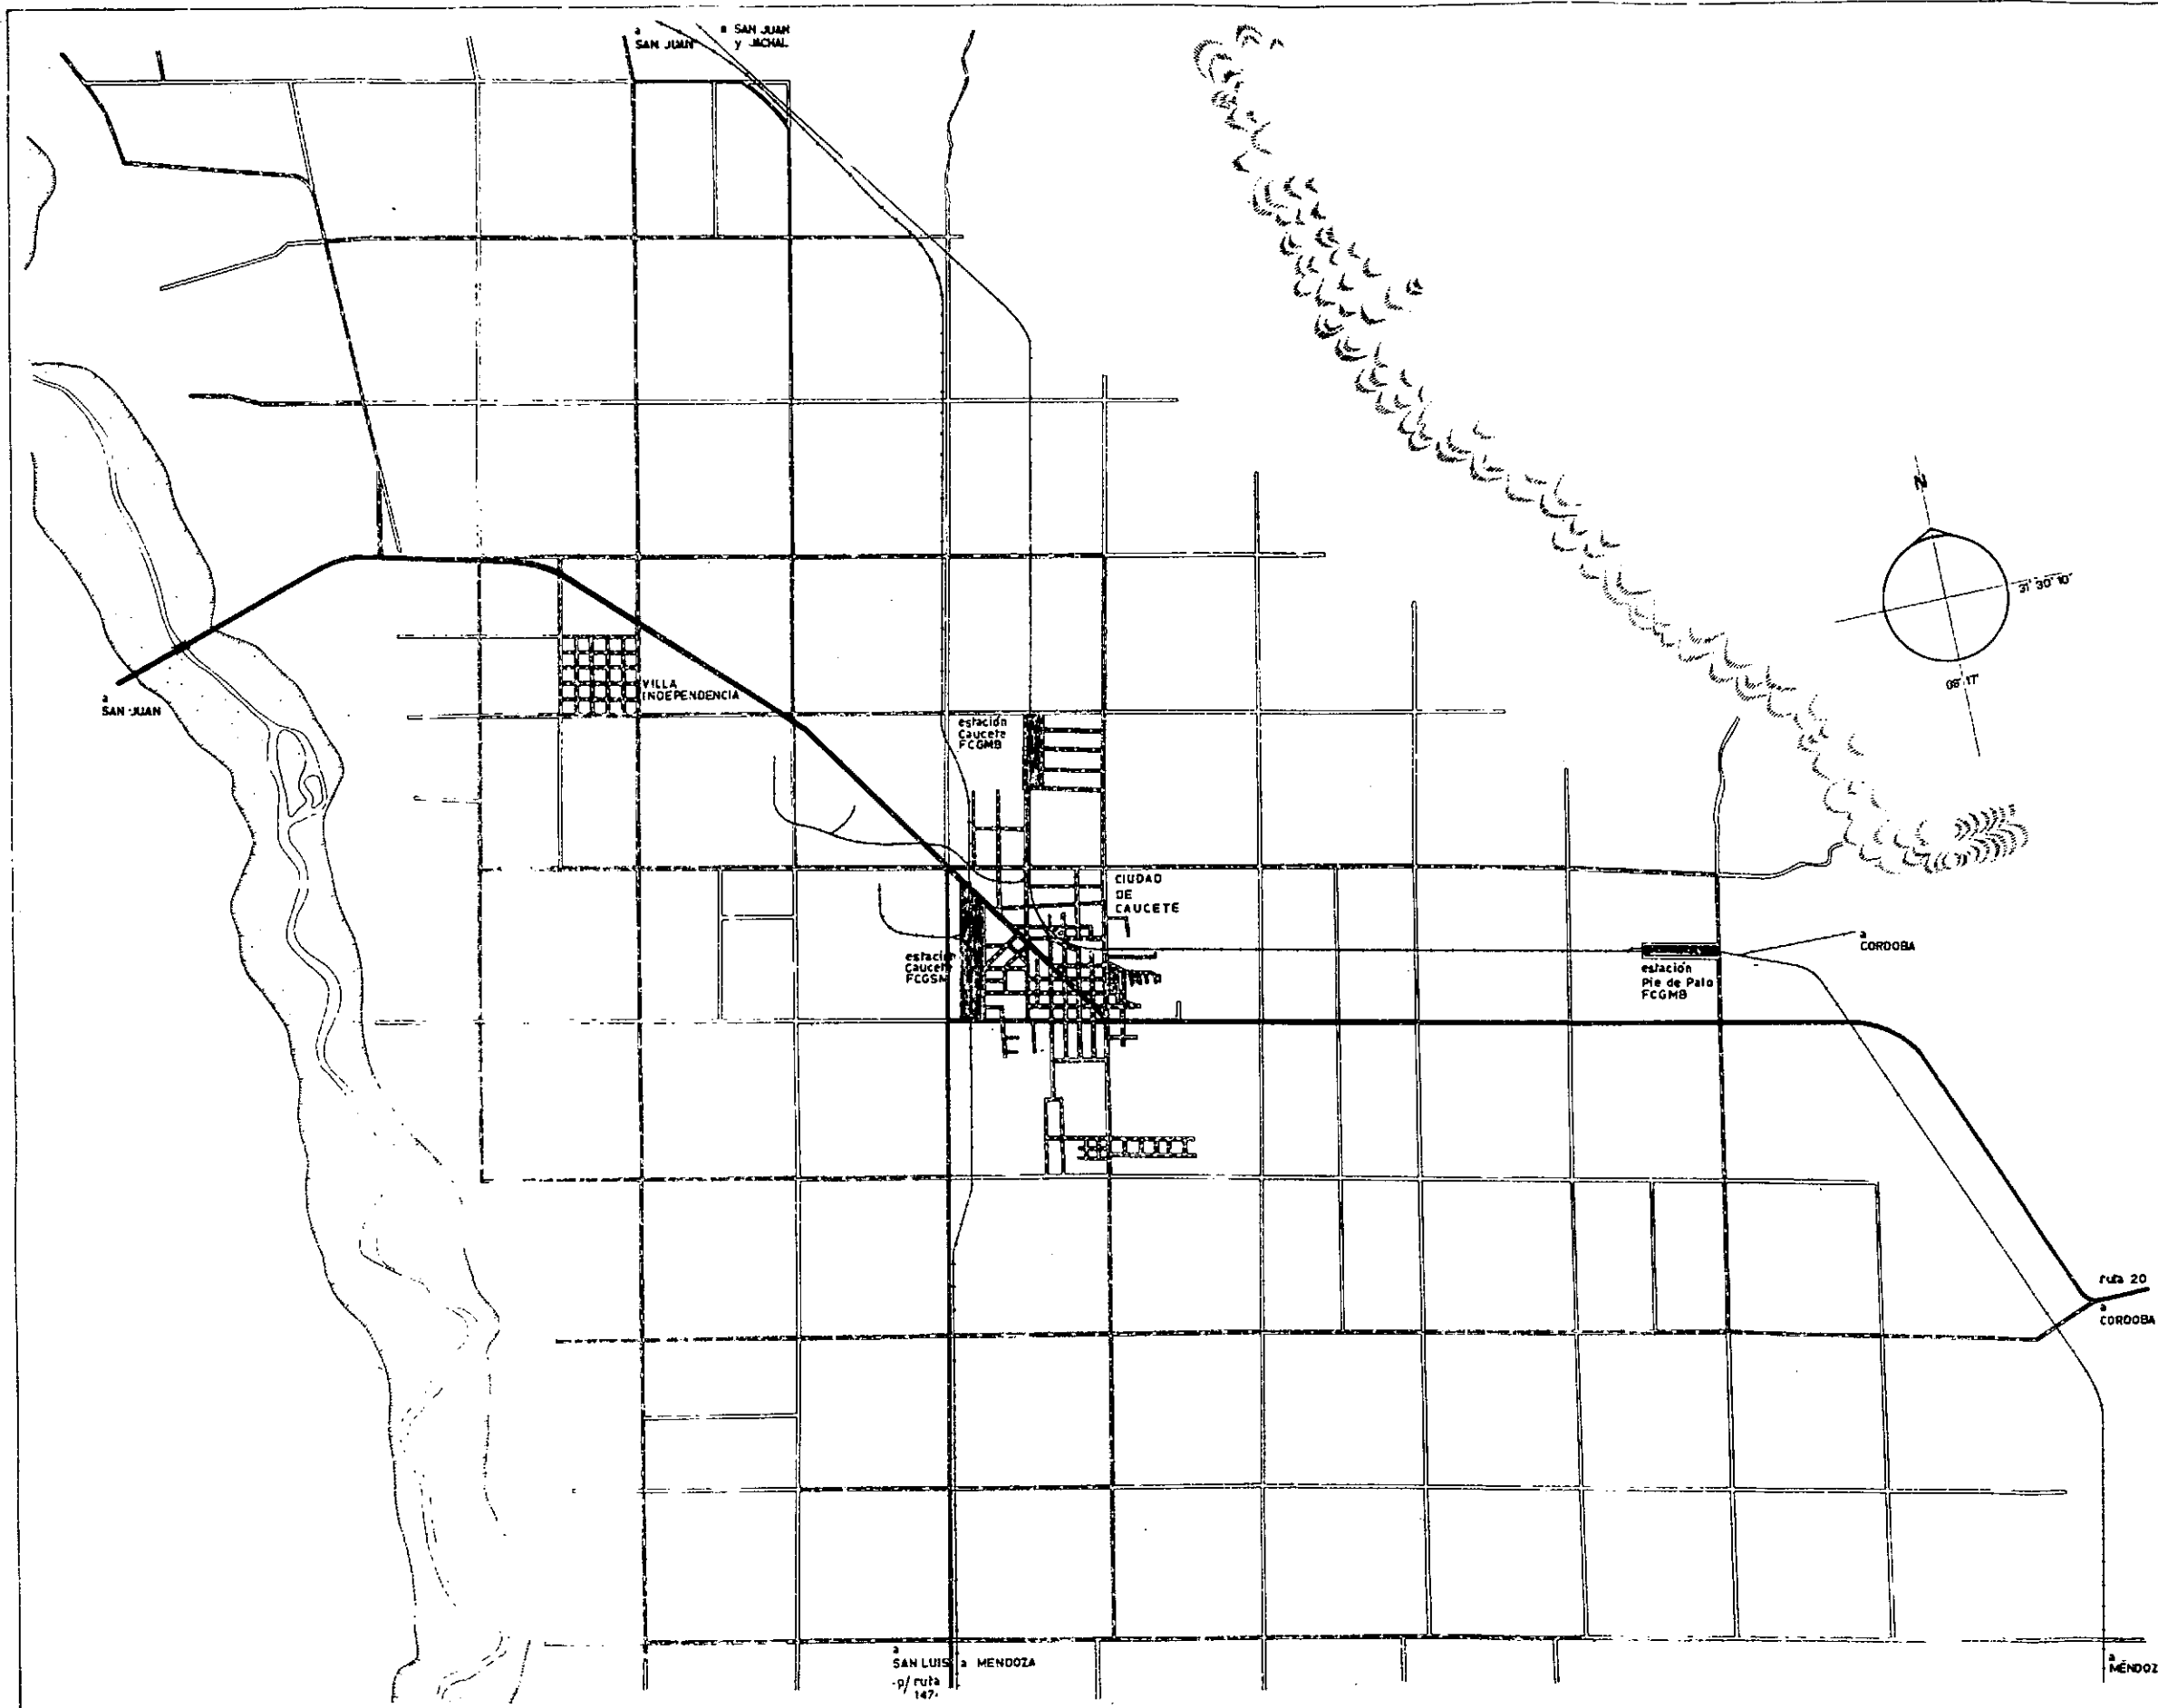 a
SAN JUAN
a SAN JUAN
y JACHAL
N
31° 30' 10"
68° 17'
a
SAN JUAN
VILLA
INDEPENDENCIA
estación
Caucete
FCGMB
CIUDAD
DE
CAUCETE
estación
Caucete
FCGSM
a
CORDOBA
estación
Pie de Palo
FCGMB
ruta 20
a
CORDOBA
a
SAN LUIS a MENDOZA
-p/ ruta
147-
a
MENDOZ